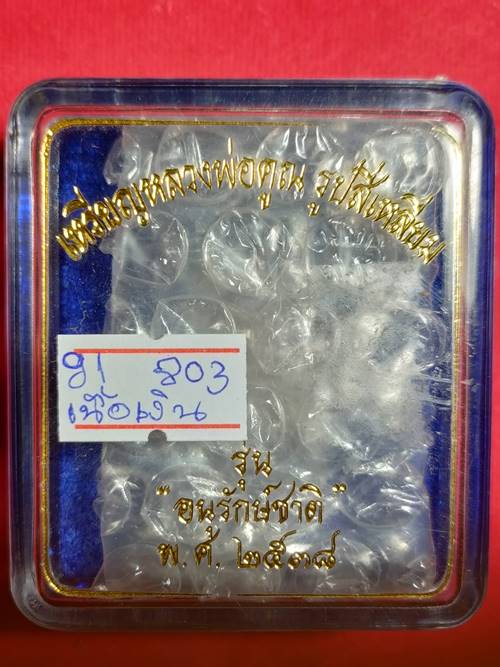 เหรียญหลวงพ่อคูณ รูปสี่เหลี่ยม
91 803
เนื้อเงิน
รุ่น
"อนุรักษ์ชาติ"
พ.ศ. ๒๕๓๘